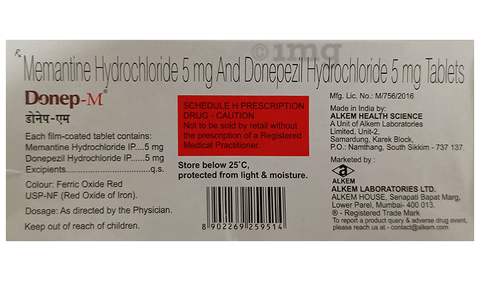 1mg
Rx
Memantine Hydrochloride 5 mg And Donepezil Hydrochloride 5 mg Tablets
Donep-M®
डोनेप-एम
Each film-coated tablet contains:
Memantine Hydrochloride IP....5 mg
Donepezil Hydrochloride IP.....5 mg
Excipients...............................q.s.
Colour: Ferric Oxide Red
USP-NF (Red Oxide of Iron).
Dosage: As directed by the Physician.
Keep out of reach of children.
SCHEDULE H PRESCRIPTION
DRUG - CAUTION
Not to be sold by retail without
the prescription of a Registered
Medical Practitioner.
Store below 25°C,
protected from light & moisture.
8 902269 259514
Mfg. Lic. No.: M/756/2016
Made in India by:
ALKEM HEALTH SCIENCE
A Unit of Alkem Laboratories
Limited, Unit-2,
Samardung, Karek Block,
P.O.: Namthang, South Sikkim - 737 137.
Marketed by :
ALKEM
ALKEM LABORATORIES LTD.
ALKEM HOUSE, Senapati Bapat Marg,
Lower Parel, Mumbai- 400 013.
® - Registered Trade Mark
To report a product query & adverse drug event,
please reach us at - contact@alkem.com